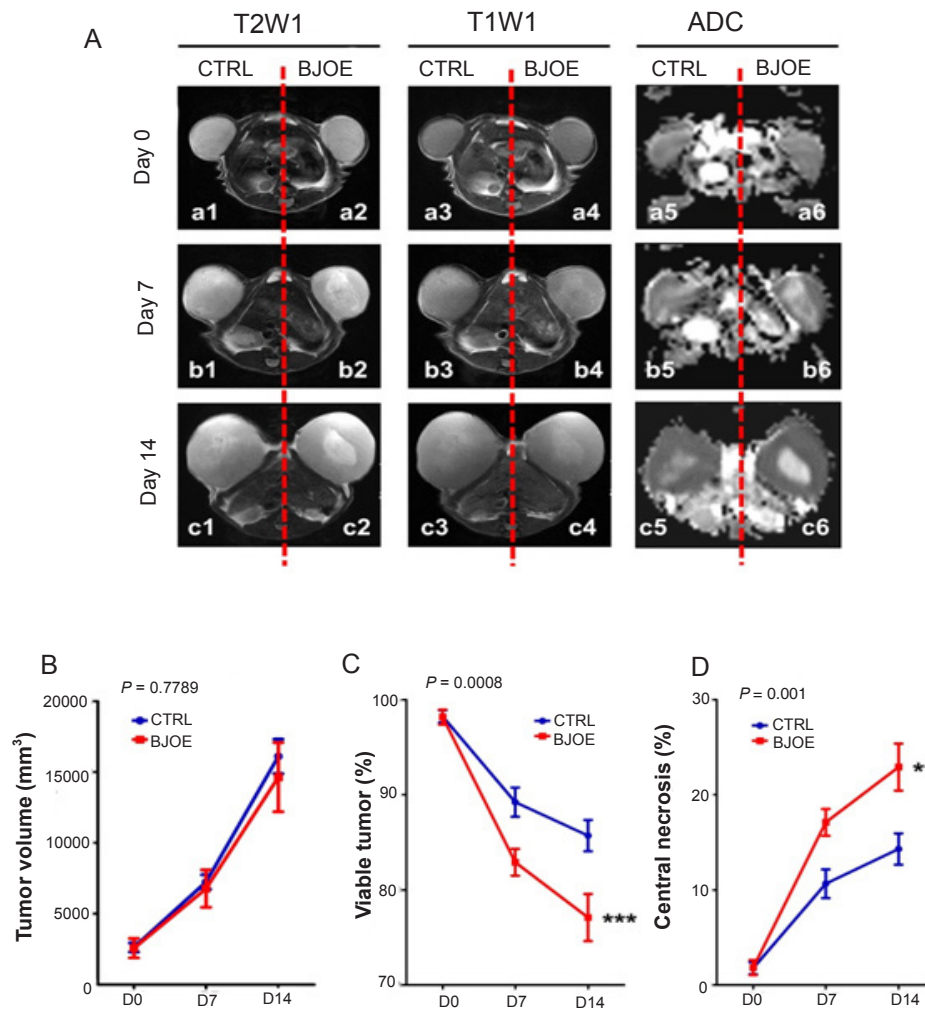 A
T2W1 T1W1 ADC
CTRL BJOE CTRL BJOE CTRL BJOE
Day 0
a1 a2 a3 a4 a5 a6
Day 7
b1 b2 b3 b4 b5 b6
Day 14
c1 c2 c3 c4 c5 c6
B
P = 0.7789
CTRL
BJOE
Tumor volume (mm³)
20000
15000
10000
5000
0
D0 D7 D14
C
P = 0.0008
CTRL
BJOE
Viable tumor (%)
100
90
80
70
***
D0 D7 D14
D
P = 0.001
CTRL
BJOE
Central necrosis (%)
30
20
10
0
*
D0 D7 D14